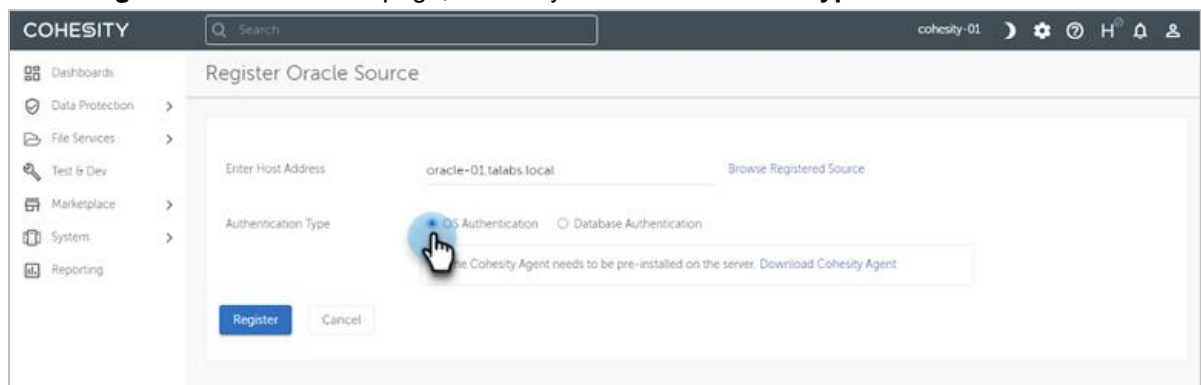 COHESITY
Search
cohesity-01
H
Dashboards
Data Protection
File Services
Test & Dev
Marketplace
System
Reporting
Register Oracle Source
Enter Host Address
oracle-01.talabs.local
Browse Registered Source
Authentication Type
OS Authentication
Database Authentication
he Cohesity Agent needs to be pre-installed on the server. Download Cohesity Agent
Register
Cancel